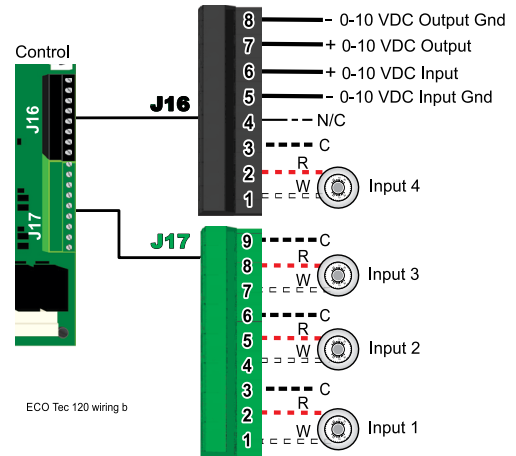 Control
J16
J17
J16
8 - 0-10 VDC Output Gnd
7 + 0-10 VDC Output
6 + 0-10 VDC Input
5 - 0-10 VDC Input Gnd
4 N/C
3 C
2 R
1 W Input 4
J17
9 C
8 R
7 W Input 3
6 C
5 R
4 W Input 2
3 C
2 R
1 W Input 1
ECO Tec 120 wiring b